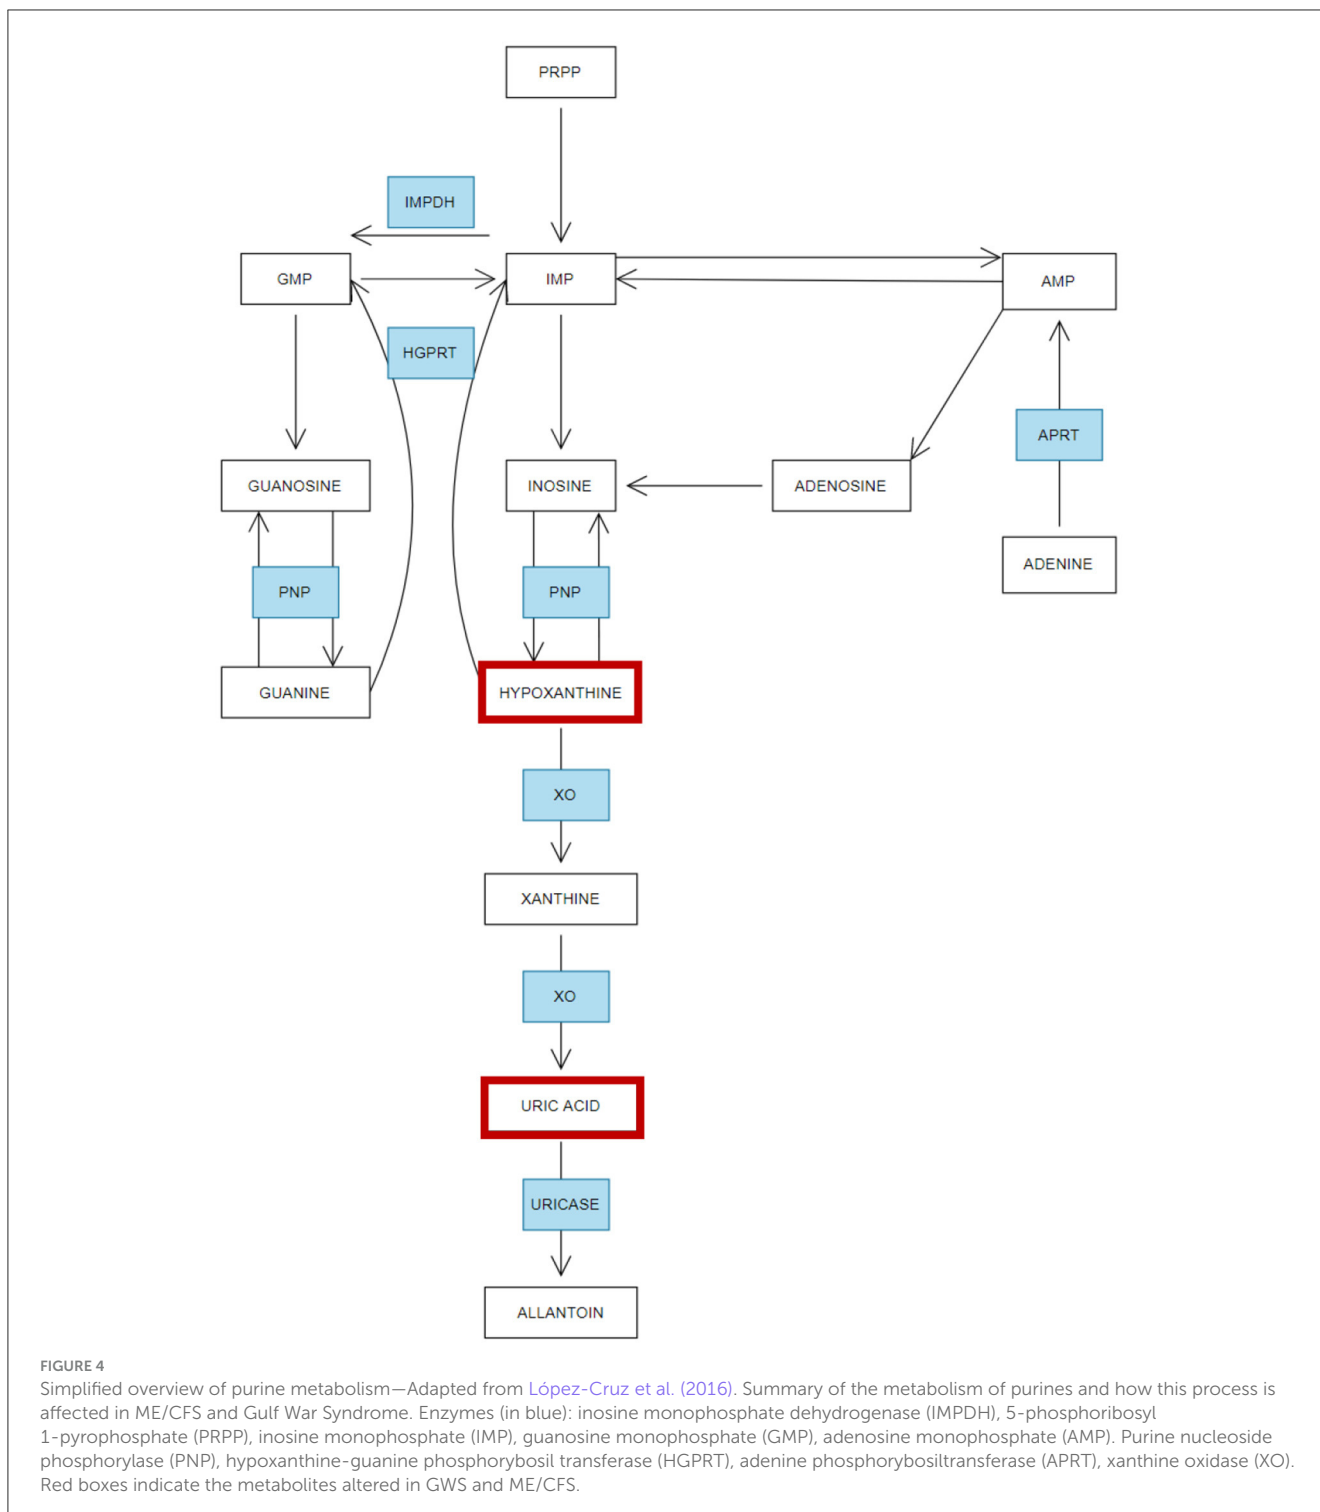 PRPP
IMPDH
GMP
IMP
AMP
HGPRT
APRT
GUANOSINE
INOSINE
ADENOSINE
ADENINE
PNP
PNP
GUANINE
HYPOXANTHINE
XO
XANTHINE
XO
URIC ACID
URICASE
ALLANTOIN
FIGURE 4
Simplified overview of purine metabolism—Adapted from López-Cruz et al. (2016). Summary of the metabolism of purines and how this process is
affected in ME/CFS and Gulf War Syndrome. Enzymes (in blue): inosine monophosphate dehydrogenase (IMPDH), 5-phosphoribosyl
1-pyrophosphate (PRPP), inosine monophosphate (IMP), guanosine monophosphate (GMP), adenosine monophosphate (AMP). Purine nucleoside
phosphorylase (PNP), hypoxanthine-guanine phosphorybosil transferase (HGPRT), adenine phosphorybosiltransferase (APRT), xanthine oxidase (XO).
Red boxes indicate the metabolites altered in GWS and ME/CFS.